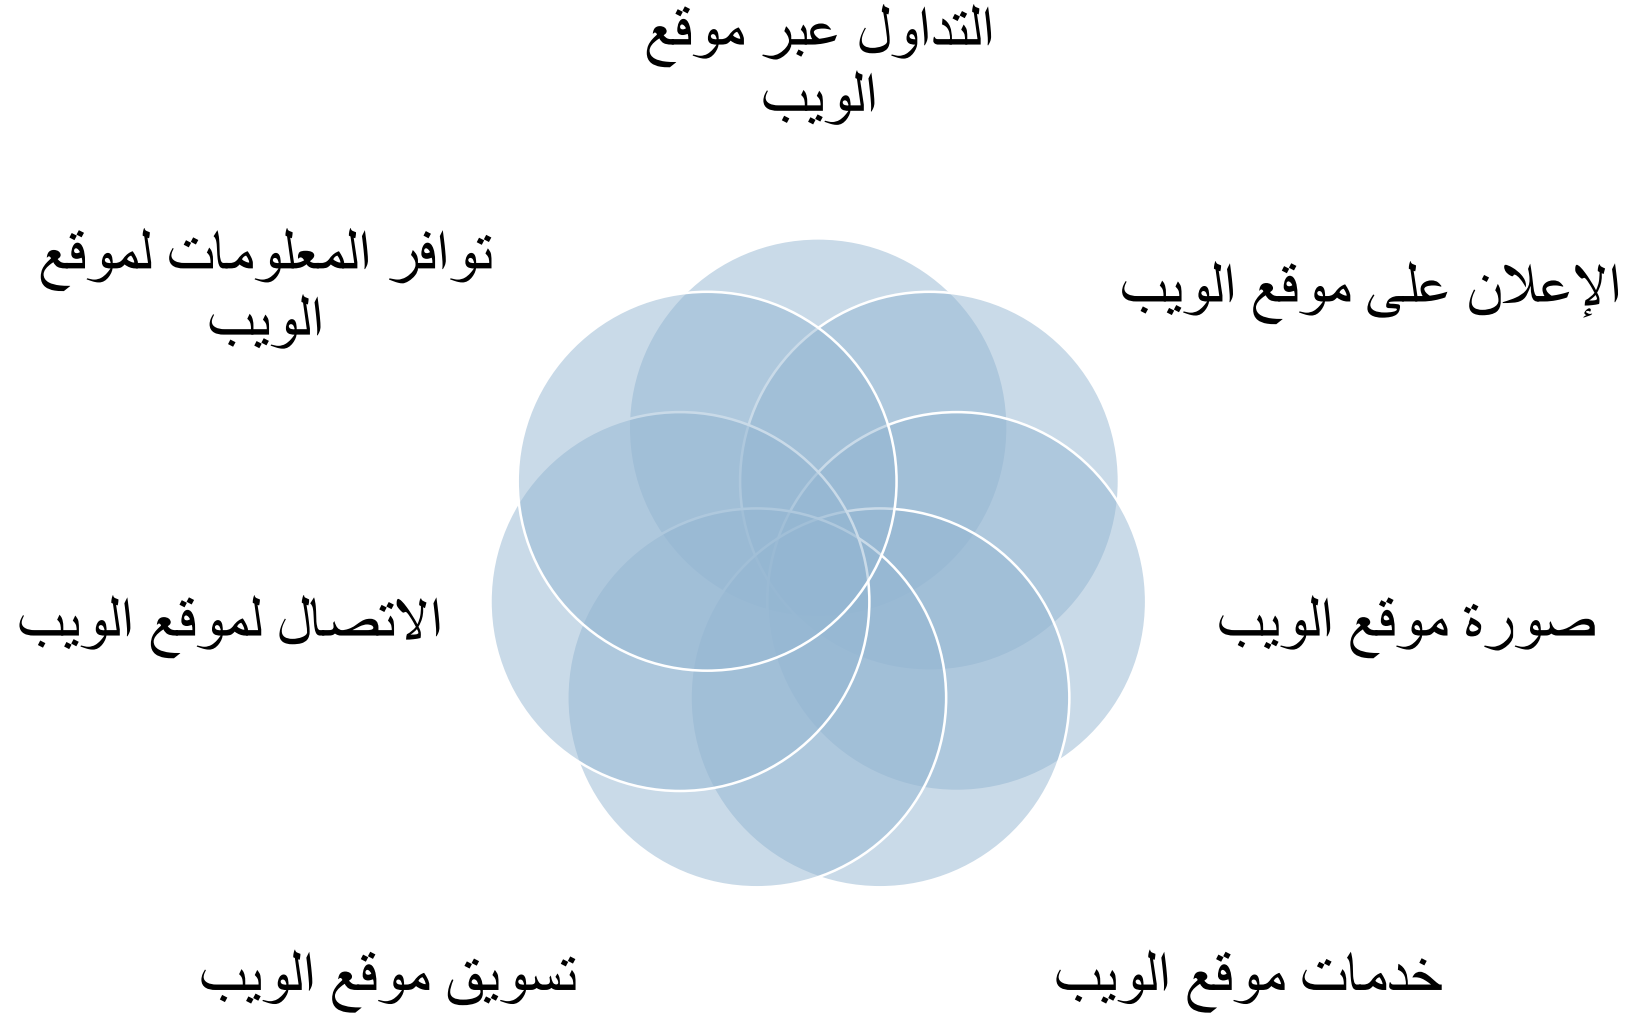 التداول عبر موقع
الويب
الإعلان على موقع الويب
صورة موقع الويب
خدمات موقع الويب
تسويق موقع الويب
الاتصال لموقع الويب
توافر المعلومات لموقع
الويب